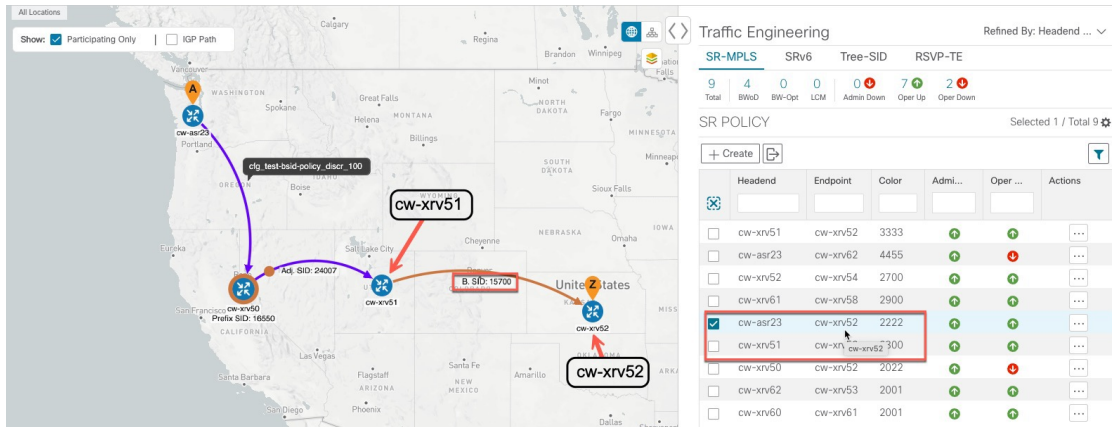 All Locations
Show: Participating Only | IGP Path
Calgary
Regina
Brandon Winnipeg
Vancouver
Falls
WASHINGTON
Spokane
Great Falls
Helena MONTANA
Minot
NORTH DAKOTA
Fargo
MINNESOTA
A
cw-asr23
Portland
Billings
cfg_test-bsid-policy_discr_100
OREGON
IDAHO
Boise
WYOMING
SOUTH DAKOTA
Minneap
Sioux Falls
cw-xrv51
Eureka
Salt Lake City
Cheyenne
NEBRASKA
Omaha
IOWA
Adj. SID: 24007
B. SID: 15700
Denver
United States
Z
San Francisco
cw-xrv50
Prefix SID: 16550
cw-xrv51
cw-xrv52
CALIFORNIA
MISS
Las Vegas
OKLAHOMA
Santa Barbara
Flagstaff
ARIZONA
Santa Fe
NEW MEXICO
Amarillo
cw-xrv52
ARKA
San Diego
Phoenix
Dallas
Traffic Engineering
Refined By: Headend ...
SR-MPLS SRv6 Tree-SID RSVP-TE
9 4 0 0 0 7 2
Total BWoD BW-Opt LCM Admin Down Oper Up Oper Down
SR POLICY
Selected 1 / Total 9
+ Create
Headend Endpoint Color Admi... Oper ... Actions
cw-xrv51 cw-xrv52 3333 ...
cw-asr23 cw-xrv62 4455 ...
cw-xrv52 cw-xrv54 2700 ...
cw-xrv61 cw-xrv58 2900 ...
cw-asr23 cw-xrv52 2222 ...
cw-xrv51 300 ...
cw-xrv52
cw-xrv50 cw-xrv52 2022 ...
cw-xrv62 cw-xrv53 2001 ...
cw-xrv60 cw-xrv61 2001 ...